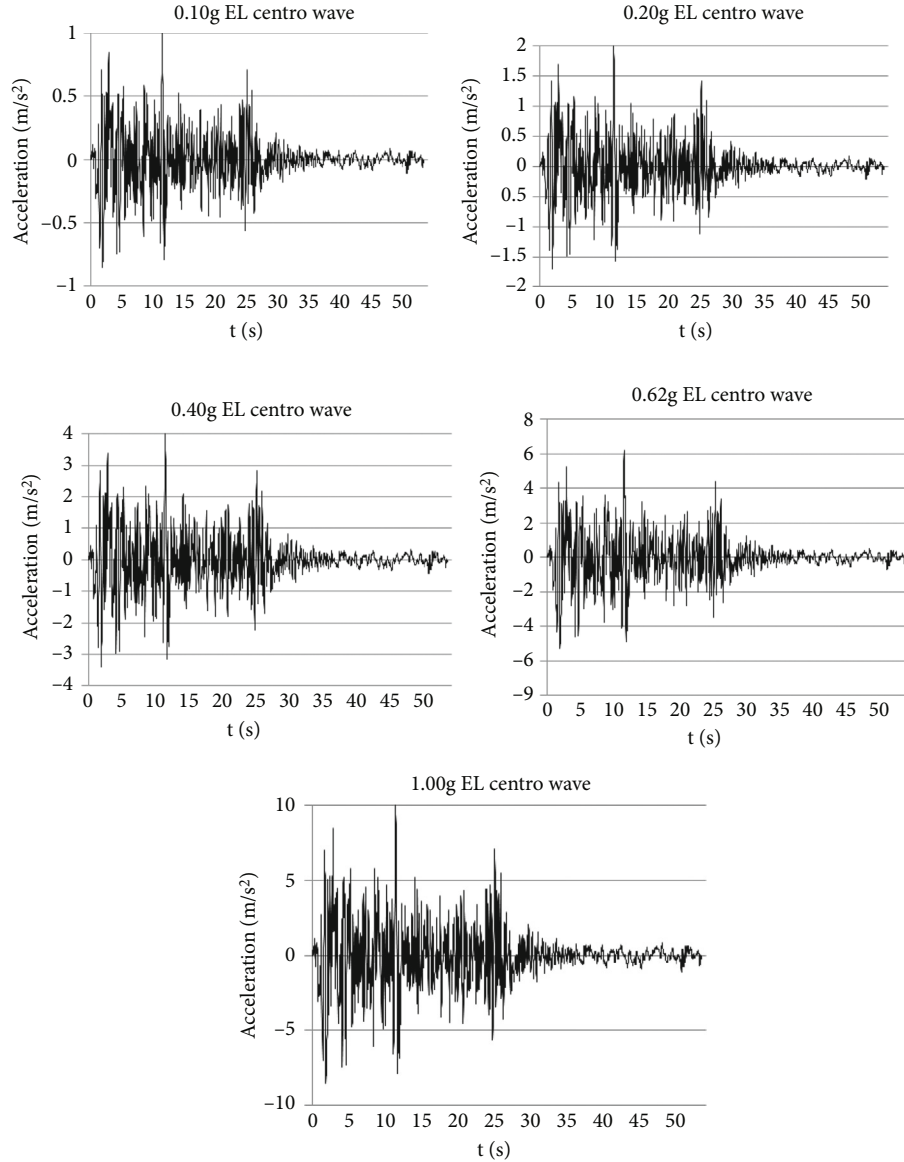 0.10g EL centro wave
Acceleration (m/s²)
1
0.5
0
−0.5
−1
0 5 10 15 20 25 30 35 40 45 50
t (s)
0.20g EL centro wave
Acceleration (m/s²)
2
1.5
1
0.5
0
0.5
−1
−1.5
−2
0 5 10 15 20 25 30 35 40 45 50
t (s)
0.40g EL centro wave
Acceleration (m/s²)
4
3
2
1
0
−1
−2
−3
−4
0 5 10 15 20 25 30 35 40 45 50
t (s)
0.62g EL centro wave
Acceleration (m/s²)
8
6
4
2
0
−2
−4
−6
−9
0 5 10 15 20 25 30 35 40 45 50
t (s)
1.00g EL centro wave
Acceleration (m/s²)
10
5
0
−5
−10
0 5 10 15 20 25 30 35 40 45 50
t (s)